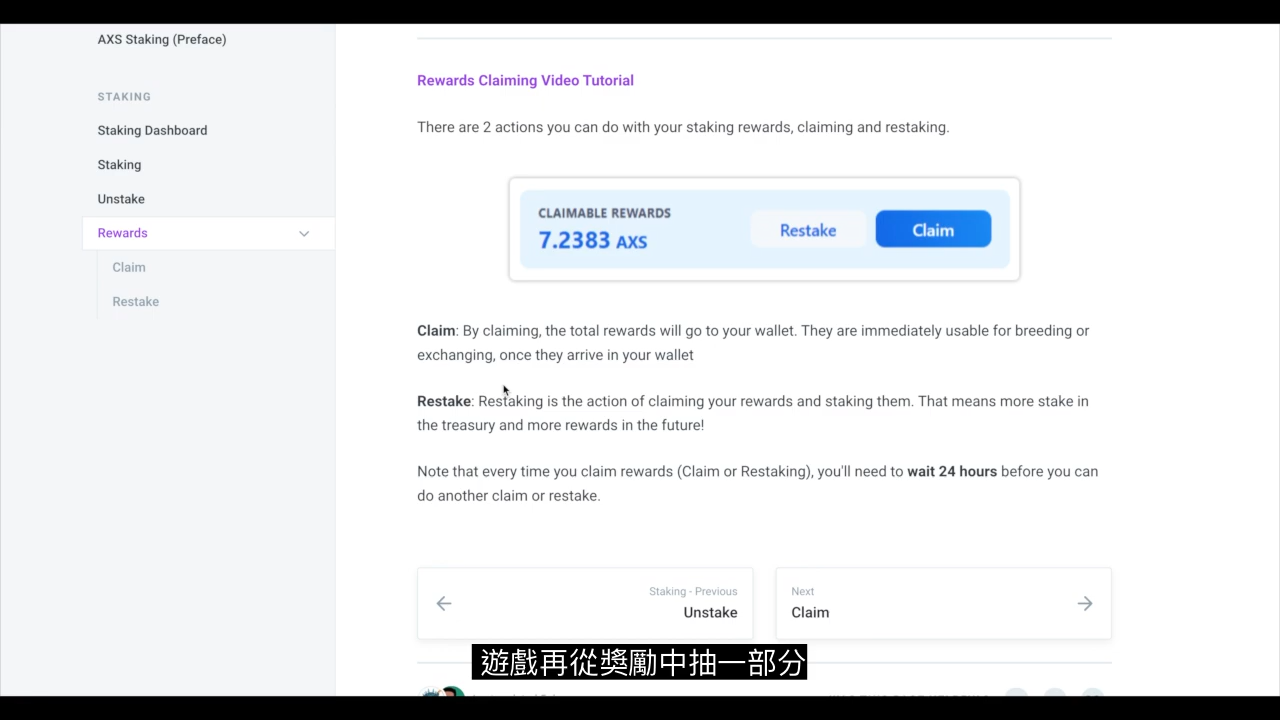 AXS Staking (Preface)
STAKING
Staking Dashboard
Staking
Unstake
Rewards
Claim
Restake
Rewards Claiming Video Tutorial
There are 2 actions you can do with your staking rewards, claiming and restaking.
CLAIMABLE REWARDS
7.2383 AXS
Restake
Claim
Claim: By claiming, the total rewards will go to your wallet. They are immediately usable for breeding or
exchanging, once they arrive in your wallet
Restake: Restaking is the action of claiming your rewards and staking them. That means more stake in
the treasury and more rewards in the future!
Note that every time you claim rewards (Claim or Restaking), you'll need to wait 24 hours before you can
do another claim or restake.
Staking - Previous
Unstake
Next
Claim
遊戲再從獎勵中抽一部分